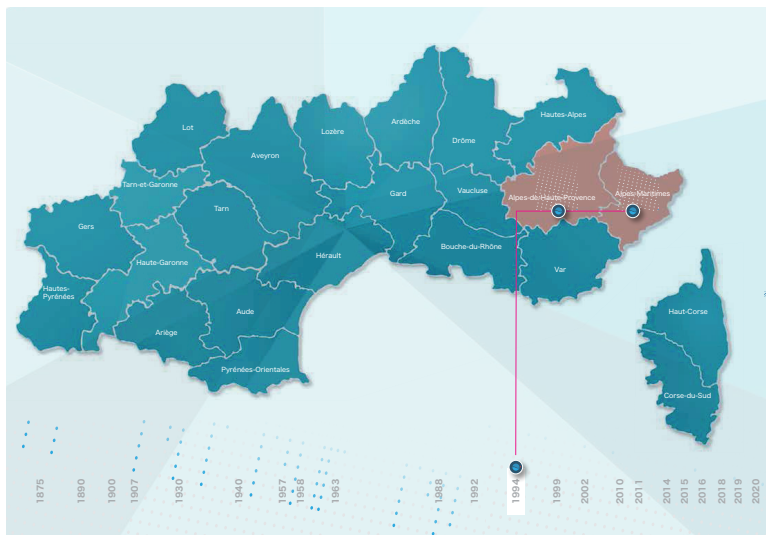 Hautes-Alpes
Ardèche
Lot
Lozère
Drôme
Aveyron
Tarn-et-Garonne
Vaucluse
Gard
Alpes-de/Haute-Provence
Alpes-Maritimes
Tarn
Gers
Bouche-du-Rhône
Hérault
Haute-Garonne
Var
Hautes-
Pyrénées
Aude
Haut-Corse
Ariège
Pyrénées-Orientales
Corse-du-Sud
1875
1890
1900
1907
1930
1940
1957
1958
1963
1988
1992
1994
1999
2002
2010
2011
2014
2015
2016
2018
2019
2020